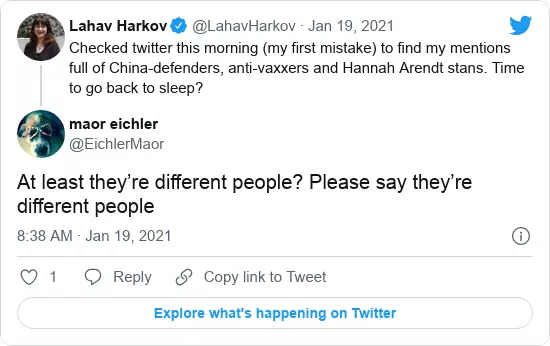 Lahav Harkov @LahavHarkov · Jan 19, 2021
Checked twitter this morning (my first mistake) to find my mentions
full of China-defenders, anti-vaxxers and Hannah Arendt stans. Time
to go back to sleep?
maor eichler
@EichlerMaor
At least they’re different people? Please say they’re
different people
8:38 AM · Jan 19, 2021
1 Reply Copy link to Tweet
Explore what's happening on Twitter